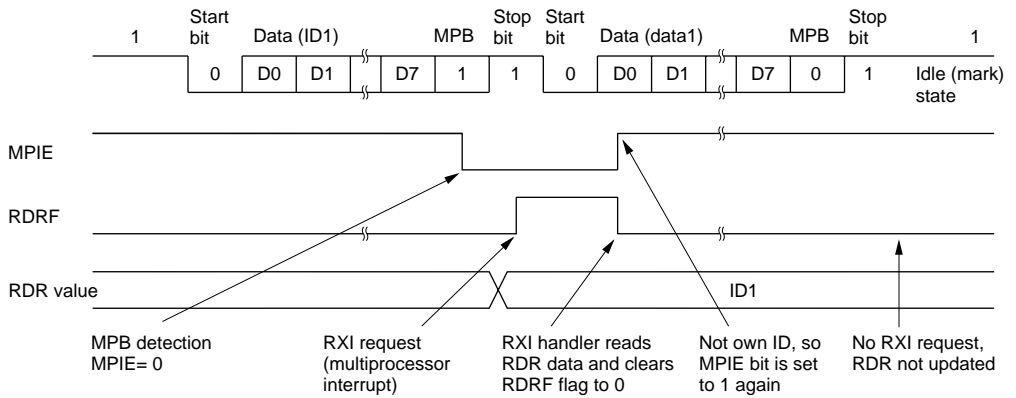 Start Stop Start Stop
1 bit Data (ID1) MPB bit bit Data (data1) MPB bit 1
0 D0 D1 D7 1 1 0 D0 D1 D7 0 1 Idle (mark)
state
MPIE
RDRF
RDR value ID1
MPB detection
MPIE= 0
RXI request
(multiprocessor
interrupt)
RXI handler reads
RDR data and clears
RDRF flag to 0
Not own ID, so
MPIE bit is set
to 1 again
No RXI request,
RDR not updated